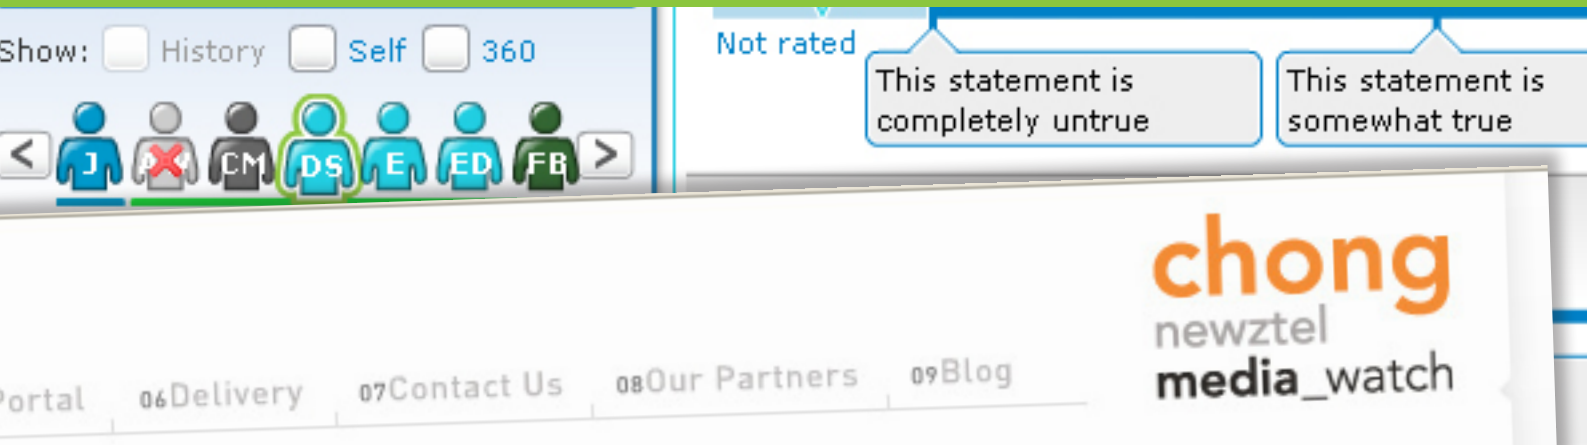 Show: History Self 360
Not rated
This statement is
completely untrue
This statement is
somewhat true
< J CM DS E ED FB >
chong
newztel
media_watch
Portal 06Delivery 07Contact Us 08Our Partners 09Blog